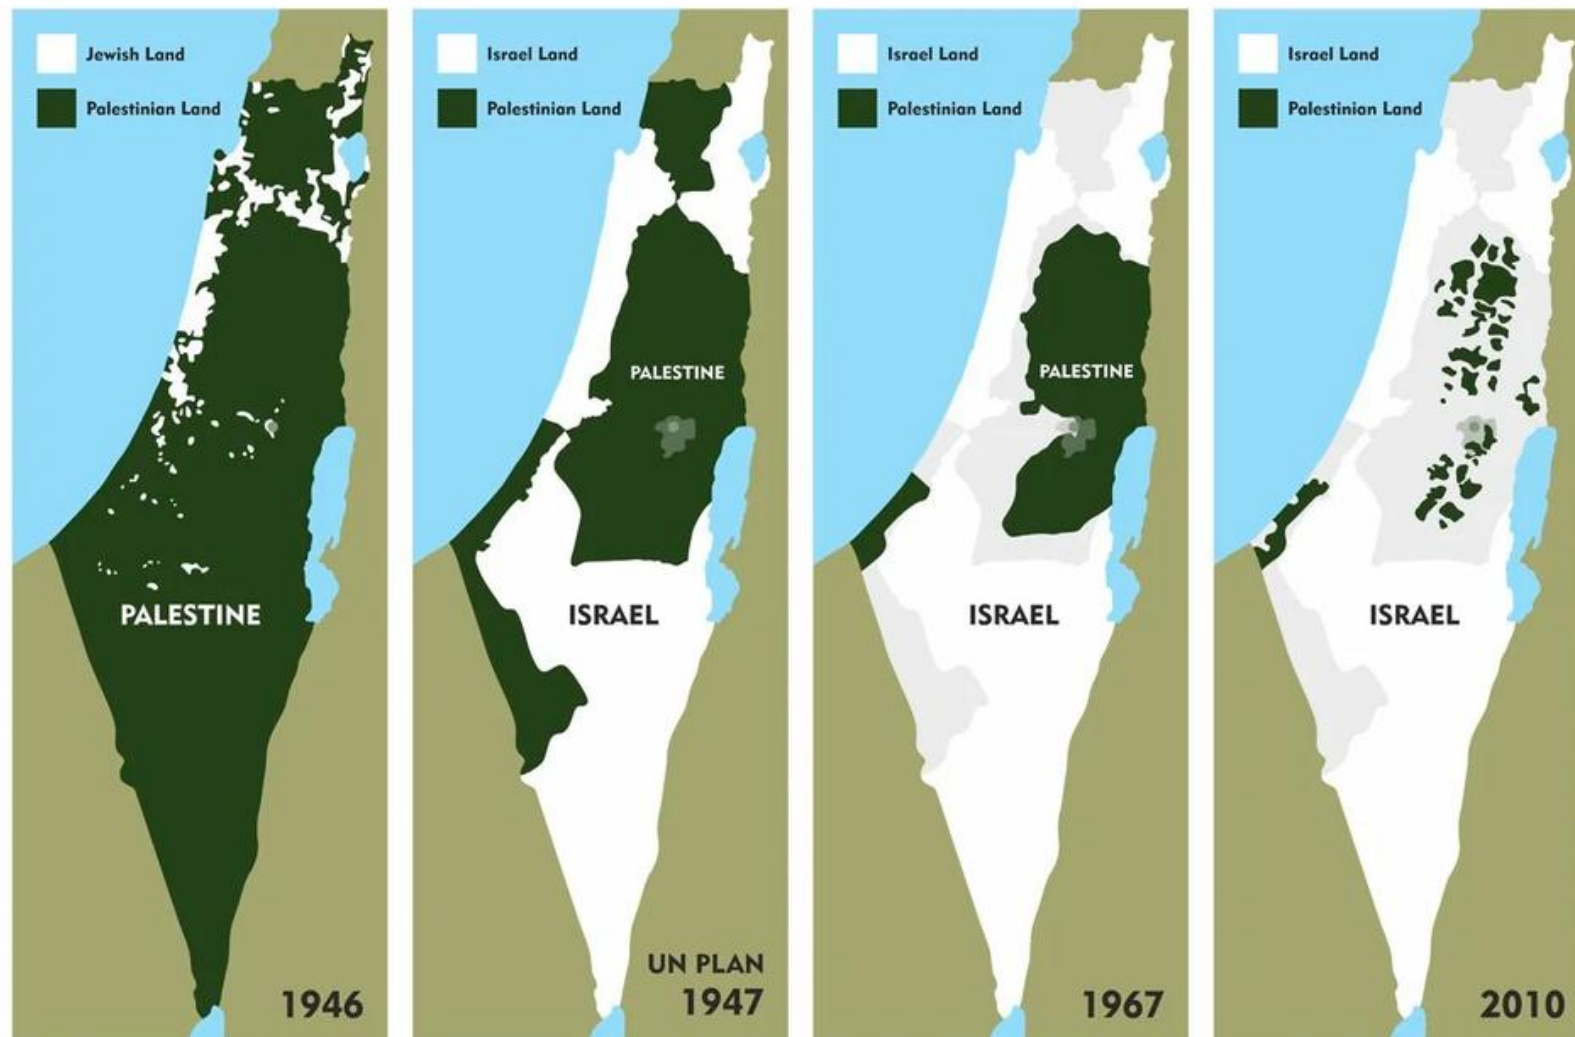 Jewish Land
Palestinian Land
PALESTINE
1946
Israel Land
Palestinian Land
PALESTINE
ISRAEL
UN PLAN
1947
Israel Land
Palestinian Land
PALESTINE
ISRAEL
1967
Israel Land
Palestinian Land
ISRAEL
2010